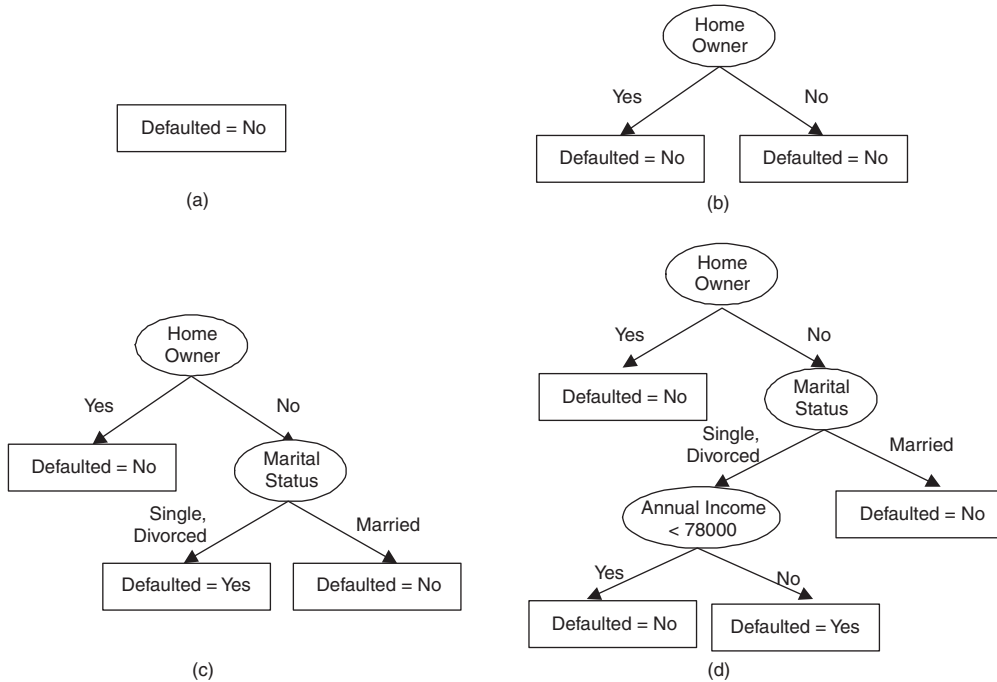 Defaulted = No
(a)
Home
Owner
Yes
No
Defaulted = No
Defaulted = No
(b)
Home
Owner
Yes
No
Defaulted = No
Marital
Status
Single,
Divorced
Married
Defaulted = Yes
Defaulted = No
(c)
Home
Owner
Yes
No
Defaulted = No
Marital
Status
Single,
Divorced
Married
Annual Income
< 78000
Defaulted = No
Yes
No
Defaulted = No
Defaulted = Yes
(d)